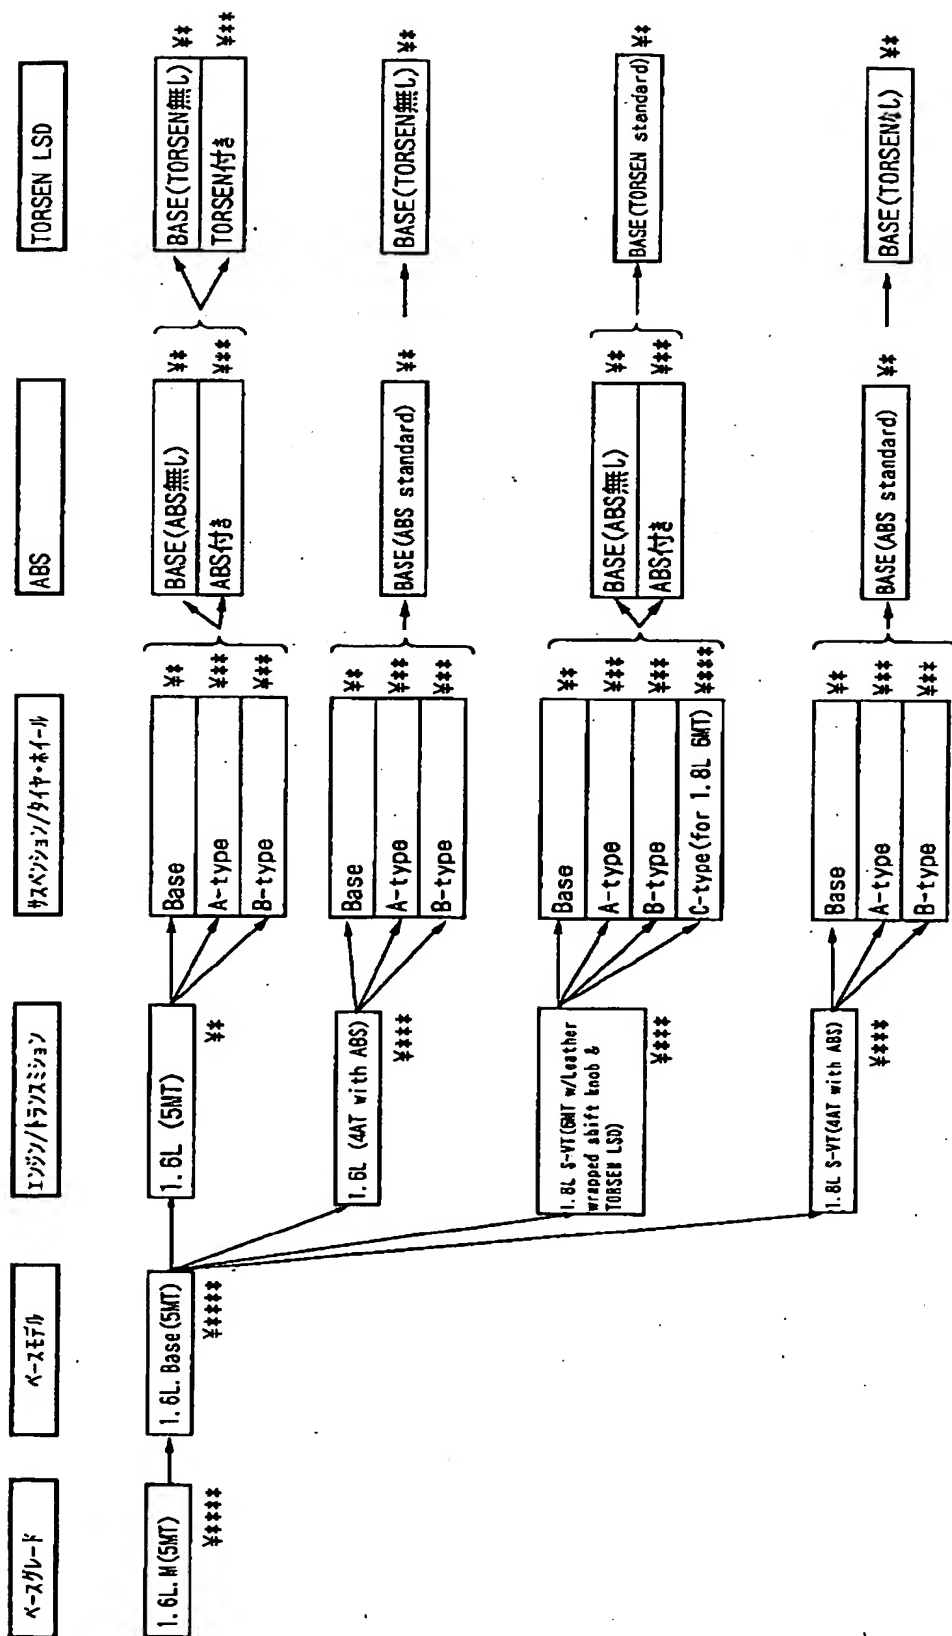 ベースグレード
ベースモデル
エンジン/トランスミション
サスペンション/タイヤ・ホイール
ABS
TORSEN LSD
1.6L.M(5MT)
¥****
1.6L.Base(5MT)
¥****
1.6L (5MT)
¥**
Base ¥**
A-type ¥***
B-type ¥***
BASE(ABS無し) ¥**
ABS付き ¥***
BASE(TORSEN無し) ¥**
TORSEN付き ¥***
1.6L (4AT with ABS)
¥****
Base ¥**
A-type ¥***
B-type ¥***
BASE(ABS standard) ¥**
BASE(TORSEN無し) ¥**
1.8L S-VT(6MT w/Leather
wrapped shift knob &
TORSEN LSD)
¥****
Base ¥**
A-type ¥***
B-type ¥***
C-type(for 1.8L 6MT) ¥****
BASE(ABS無し) ¥**
ABS付き ¥***
BASE(TORSEN standard) ¥**
1.8L S-VT(4AT with ABS)
¥****
Base ¥**
A-type ¥***
B-type ¥***
BASE(ABS standard) ¥**
BASE(TORSENなし) ¥**